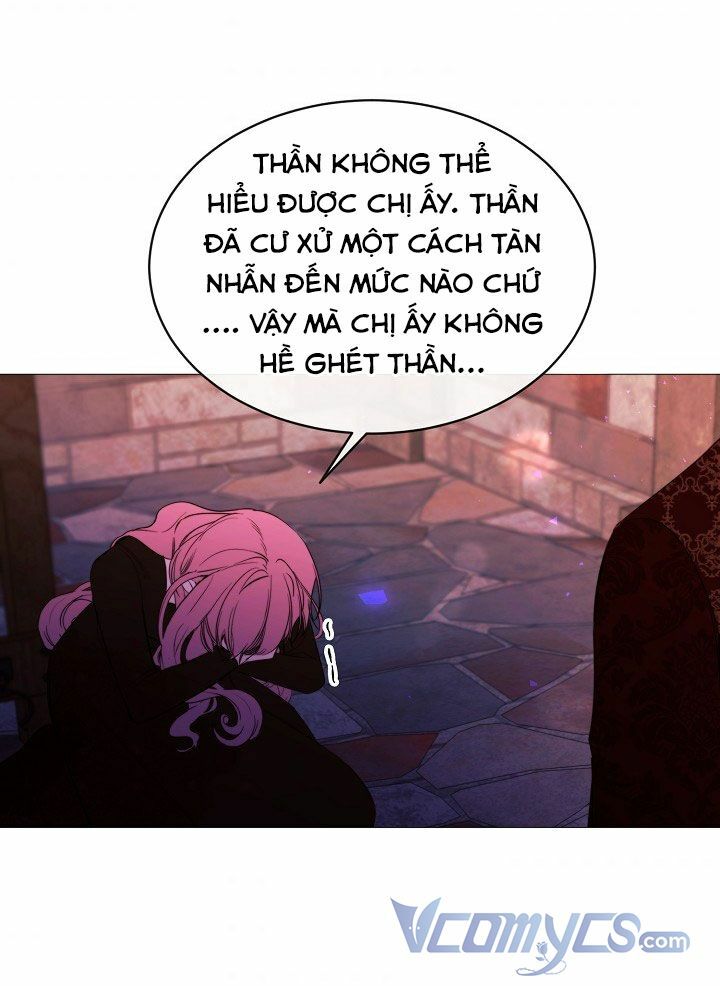 THẦN KHÔNG THỂ
HIỂU ĐƯỢC CHỊ ẤY. THẦN
ĐÃ CƯ XỬ MỘT CÁCH TÀN
NHẪN ĐẾN MỨC NÀO CHỨ
.... VẬY MÀ CHỊ ẤY KHÔNG
HỀ GHÉT THẦN...
VCOMYCS.com